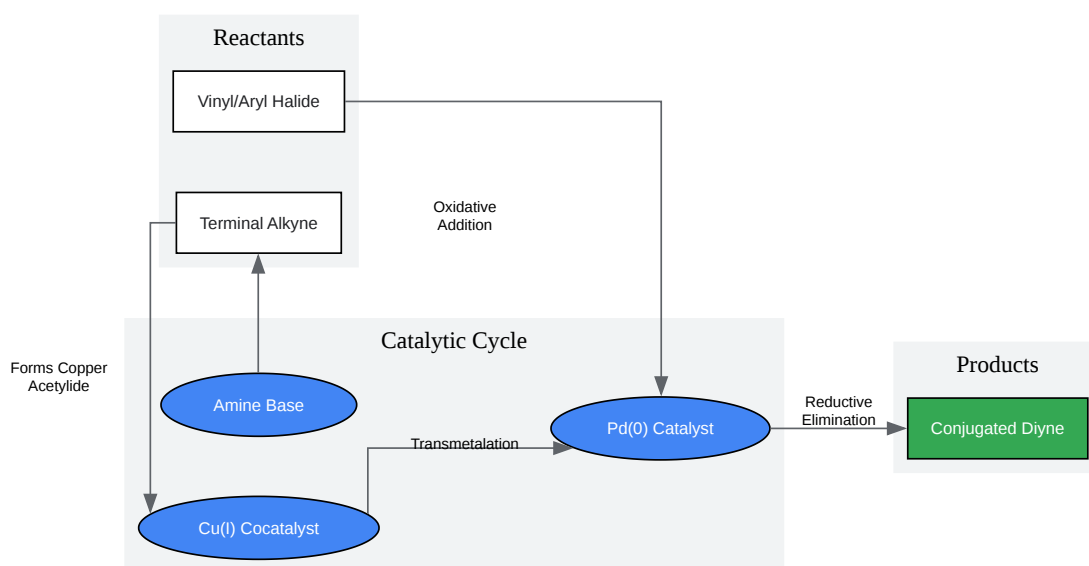 Reactants
Vinyl/Aryl Halide
Terminal Alkyne
Oxidative
Addition
Forms Copper
Acetylide
Catalytic Cycle
Amine Base
Transmetalation
Pd(0) Catalyst
Cu(I) Cocatalyst
Reductive
Elimination
Products
Conjugated Diyne